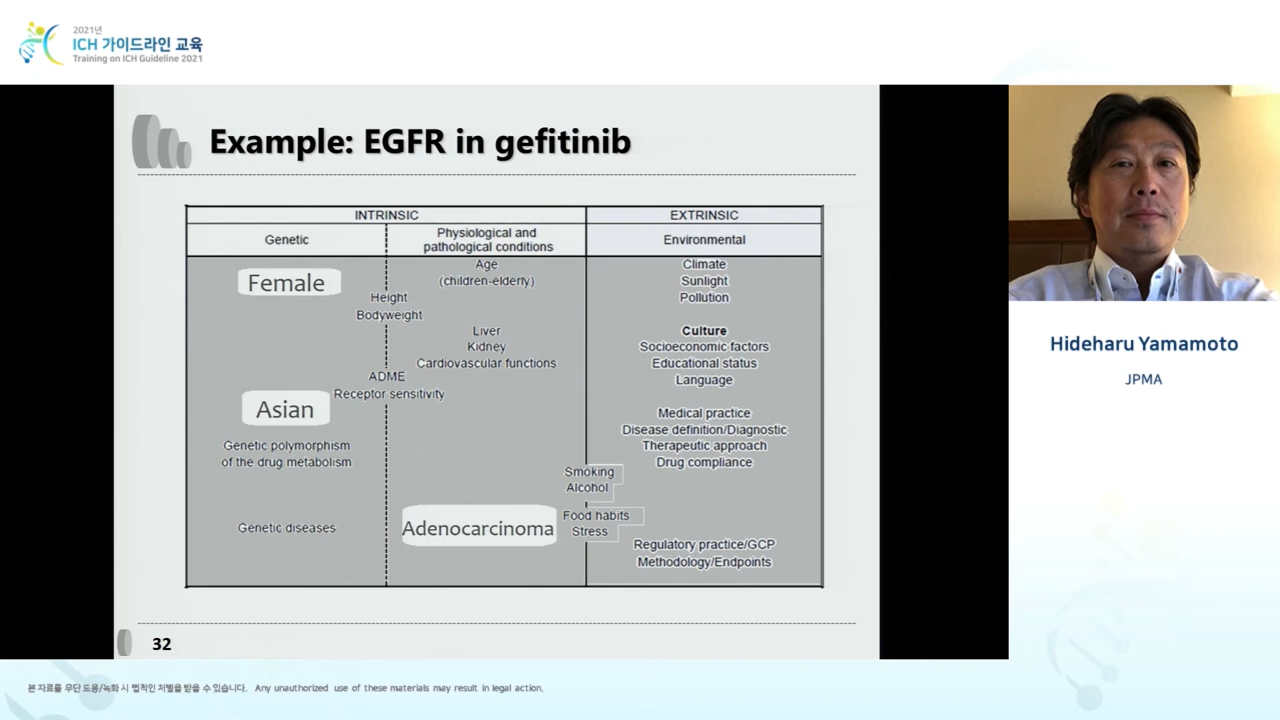 2021년
ICH 가이드라인 교육
Training on ICH Guideline 2021
Example: EGFR in gefitinib
INTRINSIC
EXTRINSIC
Genetic
Physiological and
pathological conditions
Environmental
Female
Age
(children-elderly)
Height
Bodyweight
Liver
Kidney
Cardiovascular functions
ADME
Receptor sensitivity
Asian
Genetic polymorphism
of the drug metabolism
Genetic diseases
Adenocarcinoma
Smoking
Alcohol
Food habits
Stress
Climate
Sunlight
Pollution
Culture
Socioeconomic factors
Educational status
Language
Medical practice
Disease definition/Diagnostic
Therapeutic approach
Drug compliance
Regulatory practice/GCP
Methodology/Endpoints
32
Hideharu Yamamoto
JPMA
본 자료를 무단 도용/녹화 시 법적인 처벌을 받을 수 있습니다. Any unauthorized use of these materials may result in legal action.